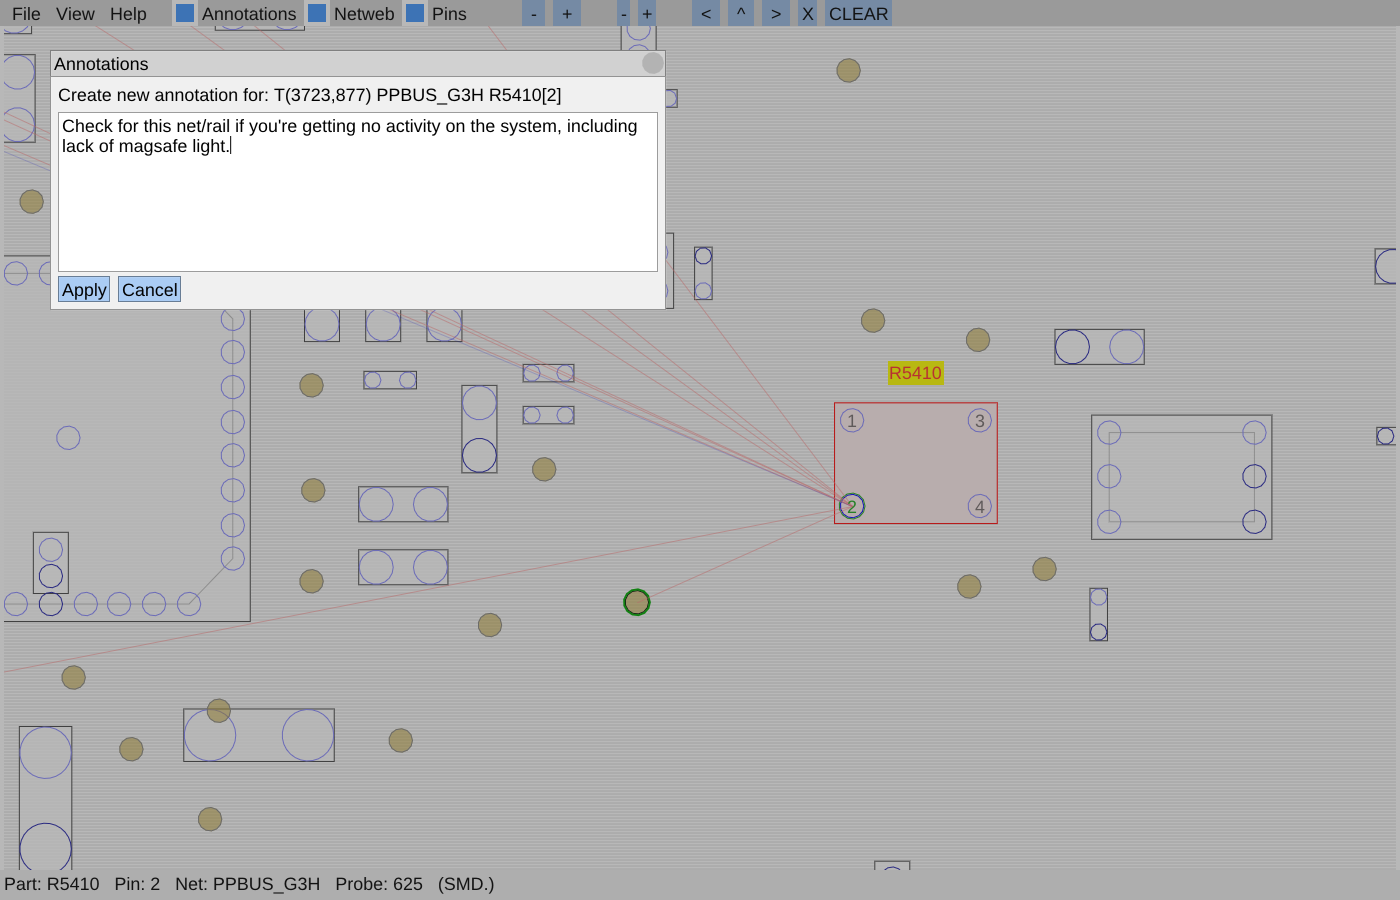 File View Help Annotations Netweb Pins - + - + < ^ > X CLEAR
Annotations
Create new annotation for: T(3723,877) PPBUS_G3H R5410[2]
Check for this net/rail if you're getting no activity on the system, including
lack of magsafe light.
Apply Cancel
R5410
1 3
2 4
Part: R5410 Pin: 2 Net: PPBUS_G3H Probe: 625 (SMD.)